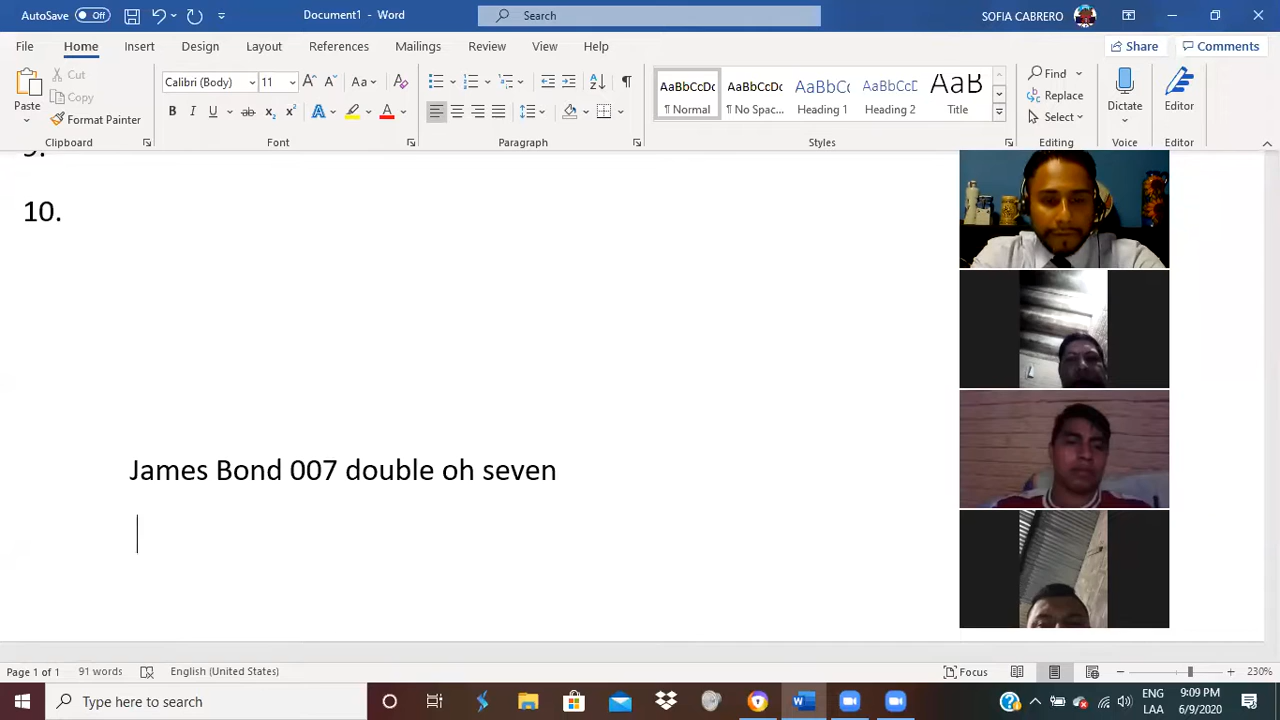 AutoSave
Off
Document1 - Word
Search
SOFIA CABRERO
File
Home
Insert
Design
Layout
References
Mailings
Review
View
Help
Share
Comments
Paste
Cut
Copy
Format Painter
Clipboard
Calibri (Body)
11
Font
Paragraph
AaBbCcDc
¶ Normal
AaBbCcDc
¶ No Spac...
AaBbCc
Heading 1
AaBbCcE
Heading 2
AaB
Title
Styles
Find
Replace
Select
Editing
Dictate
Voice
Editor
Editor
9.
10.
James Bond 007 double oh seven
Page 1 of 1
91 words
English (United States)
Focus
230%
Type here to search
ENG
LAA
9:09 PM
6/9/2020